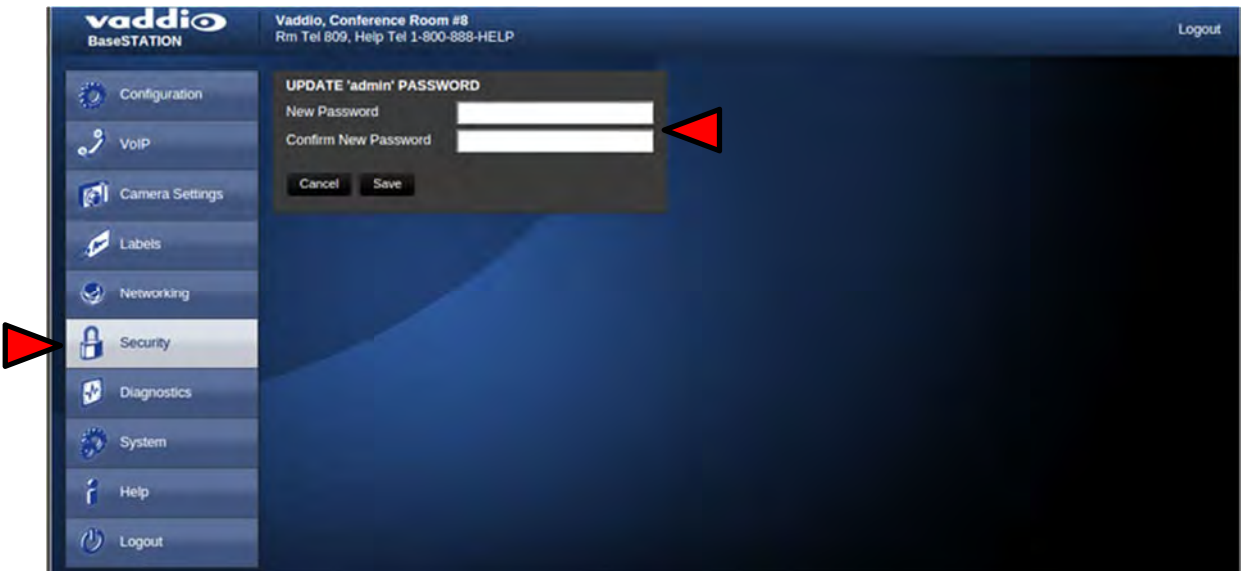 vaddio
BaseSTATION
Vaddio, Conference Room #8
Rm Tel 809, Help Tel 1-800-888-HELP
Logout
Configuration
VoIP
Camera Settings
Labels
Networking
Security
Diagnostics
System
Help
Logout
UPDATE 'admin' PASSWORD
New Password
Confirm New Password
Cancel Save